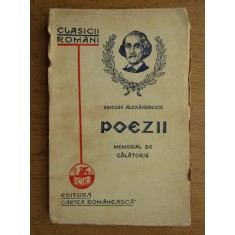 CLASICII
ROMÂNI
GRIGORE ALEXANDRESCU
POEZII
MEMORIAL DE
CĂLĂTORIE
EDITURA
„CARTEA ROMÂNEASCĂ”